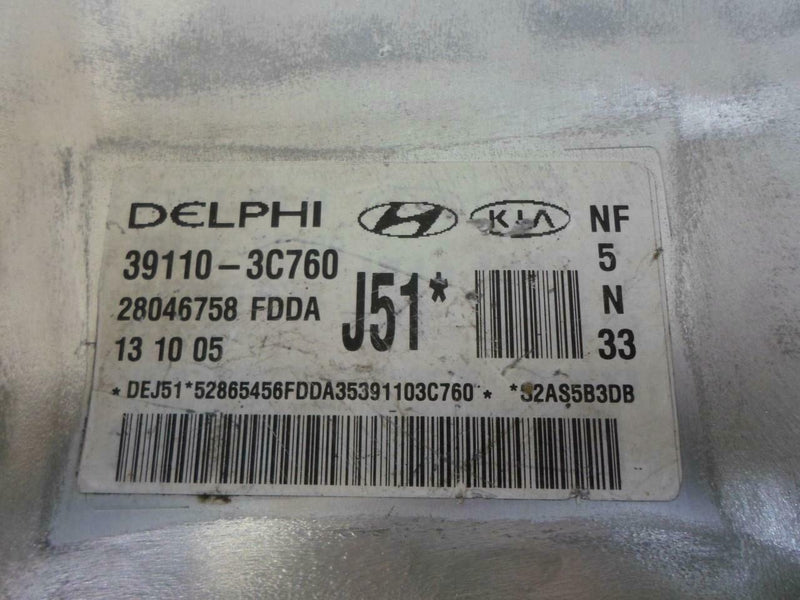 DELPHI H KIA NF
39110-3C760 5
28046758 FDDA J51* N
13 10 05 33
*DEJ51*52865456FDDA35391103C760* *S2AS5B3DB